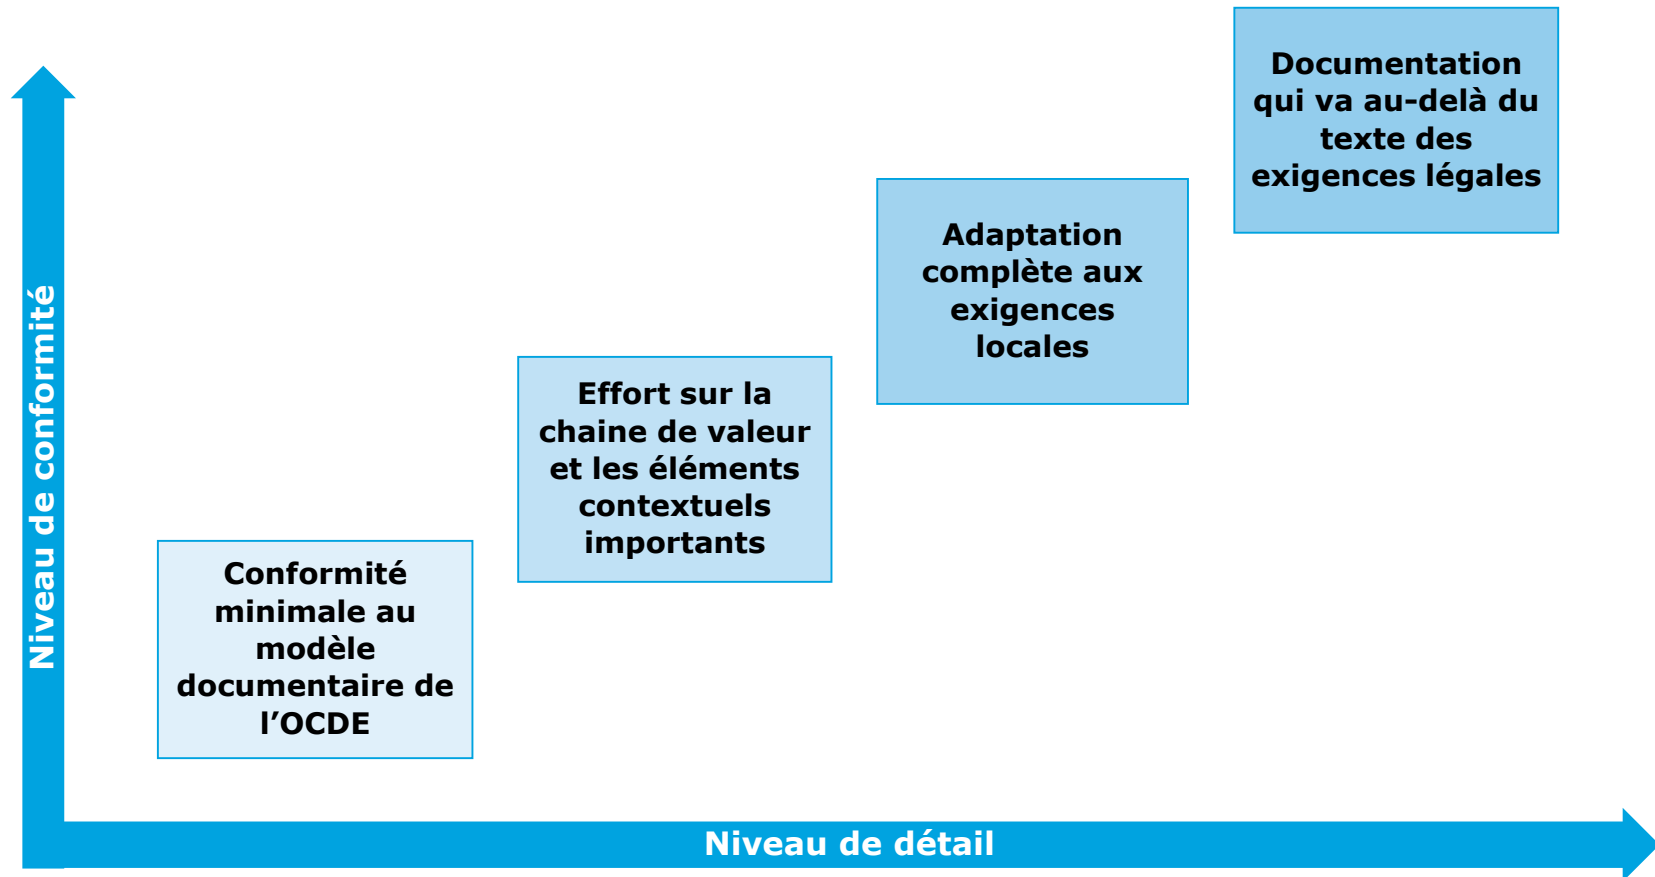 Documentation
qui va au-delà du
texte des
exigences légales
Adaptation
complète aux
exigences
locales
Effort sur la
chaine de valeur
et les éléments
contextuels
importants
Conformité
minimale au
modèle
documentaire de
l’OCDE
Niveau de conformité
Niveau de détail